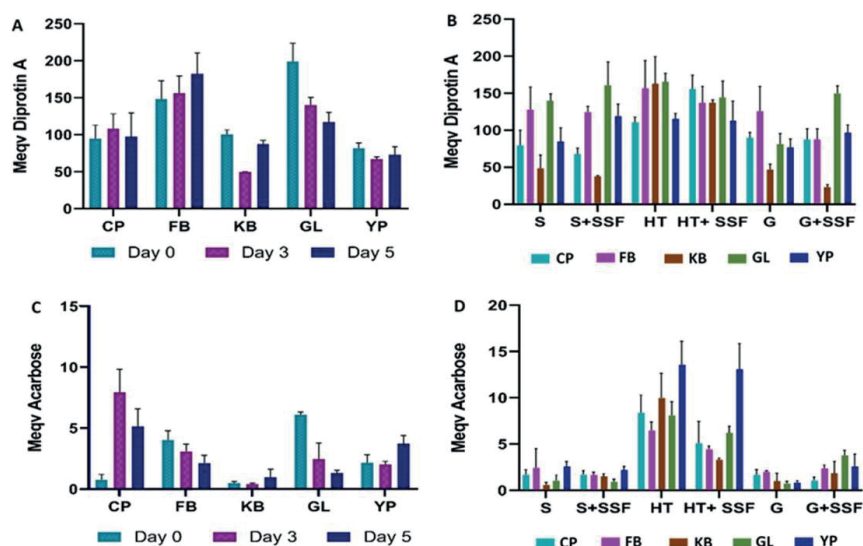 A
Meqv Diprotin A
250
200
150
100
50
0
CP FB KB GL YP
Day 0 Day 3 Day 5
B
Meqv Diprotin A
250
200
150
100
50
0
S S+SSF HT HT+ SSF G G+SSF
CP FB KB GL YP
C
Meqv Acarbose
15
10
5
0
CP FB KB GL YP
Day 0 Day 3 Day 5
D
Meqv Acarbose
20
15
10
5
0
S S+SSF HT HT+ SSF G G+SSF
CP FB KB GL YP